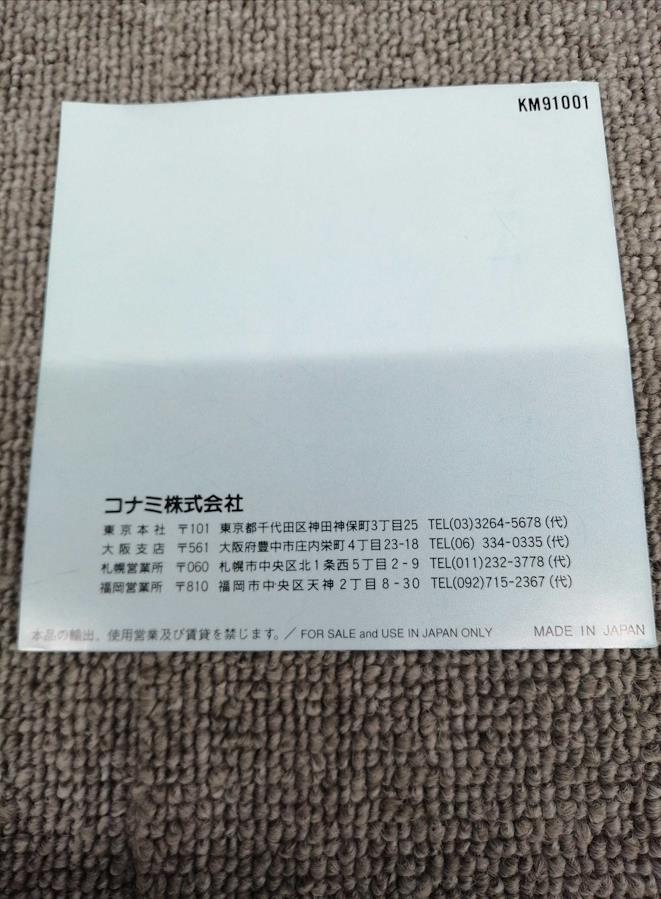 KM91001
コナミ株式会社
東京本社 〒101 東京都千代田区神田神保町3丁目25 TEL(03)3264-5678(代)
大阪支店 〒561 大阪府豊中市庄内栄町4丁目23-18 TEL(06) 334-0335(代)
札幌営業所 〒060 札幌市中央区北1条西5丁目2-9 TEL(011)232-3778(代)
福岡営業所 〒810 福岡市中央区天神2丁目8-30 TEL(092)715-2367(代)
本品の輸出、使用営業及び賃貸を禁じます。/ FOR SALE and USE IN JAPAN ONLY MADE IN JAPAN